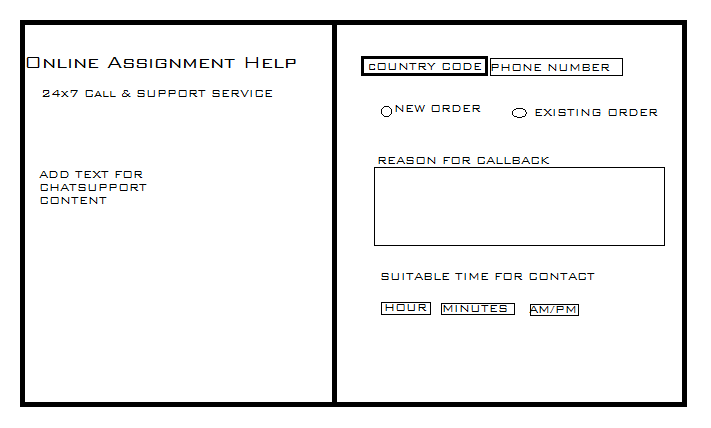 Online Assignment Help
24x7 Call & SUPPORT SERVICE
ADD TEXT FOR
CHATSUPPORT
CONTENT
cOUNTRY CODE PHONE NUMBER
NEW ORDER EXISTING ORDER
REASON FOR CALLBACK
SUITABLE TIME FOR CONTACT
HOUR MINUTES AM/PM